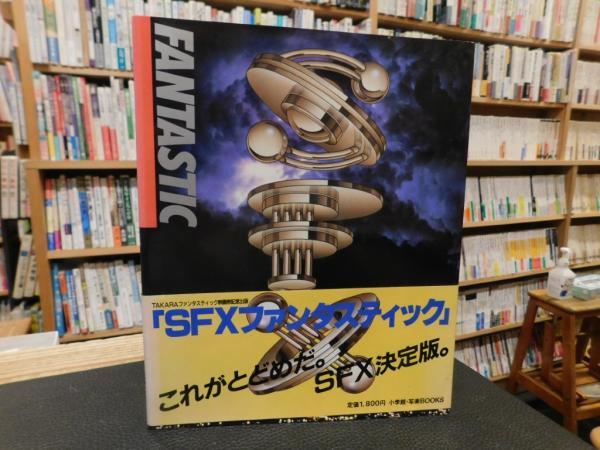 FANTASTIC
TAKARAファンタスティック映画祭記念出版
「SFXファンタスティック」
これがとどめだ。
SFX決定版。
定価1,800円 小学館・写楽BOOKS